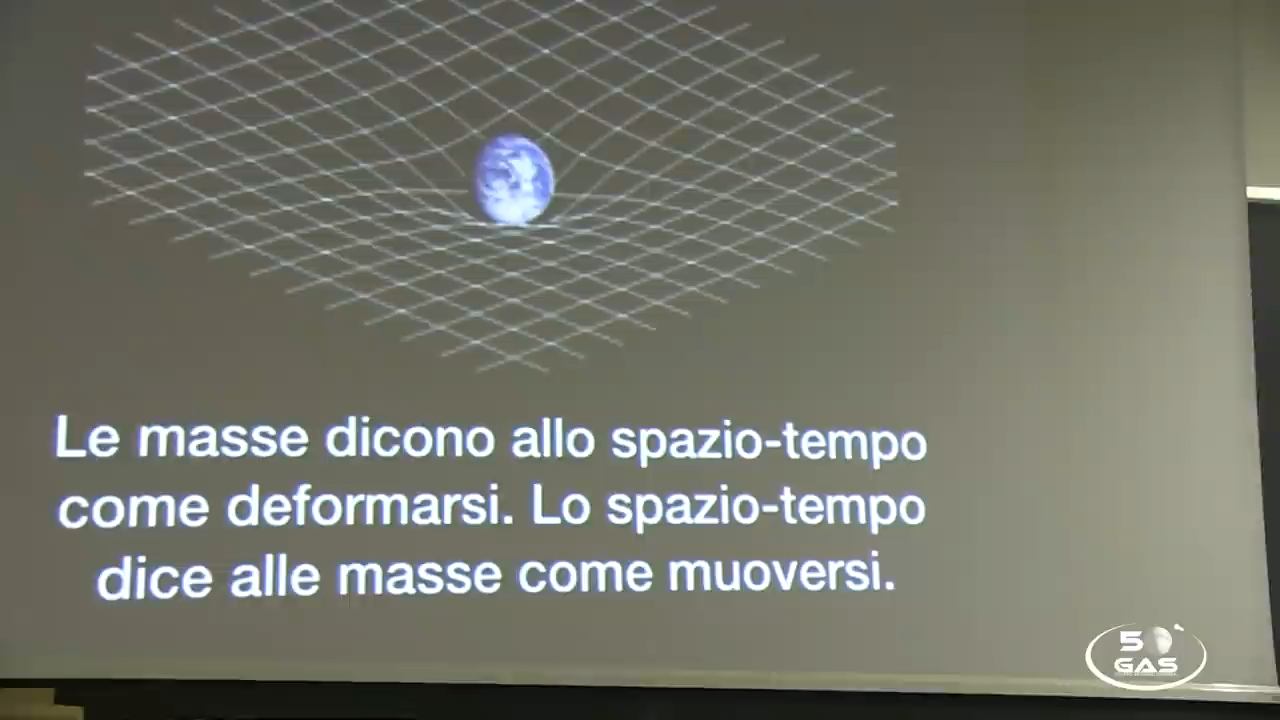 Le masse dicono allo spazio-tempo
come deformarsi. Lo spazio-tempo
dice alle masse come muoversi.
50
GAS